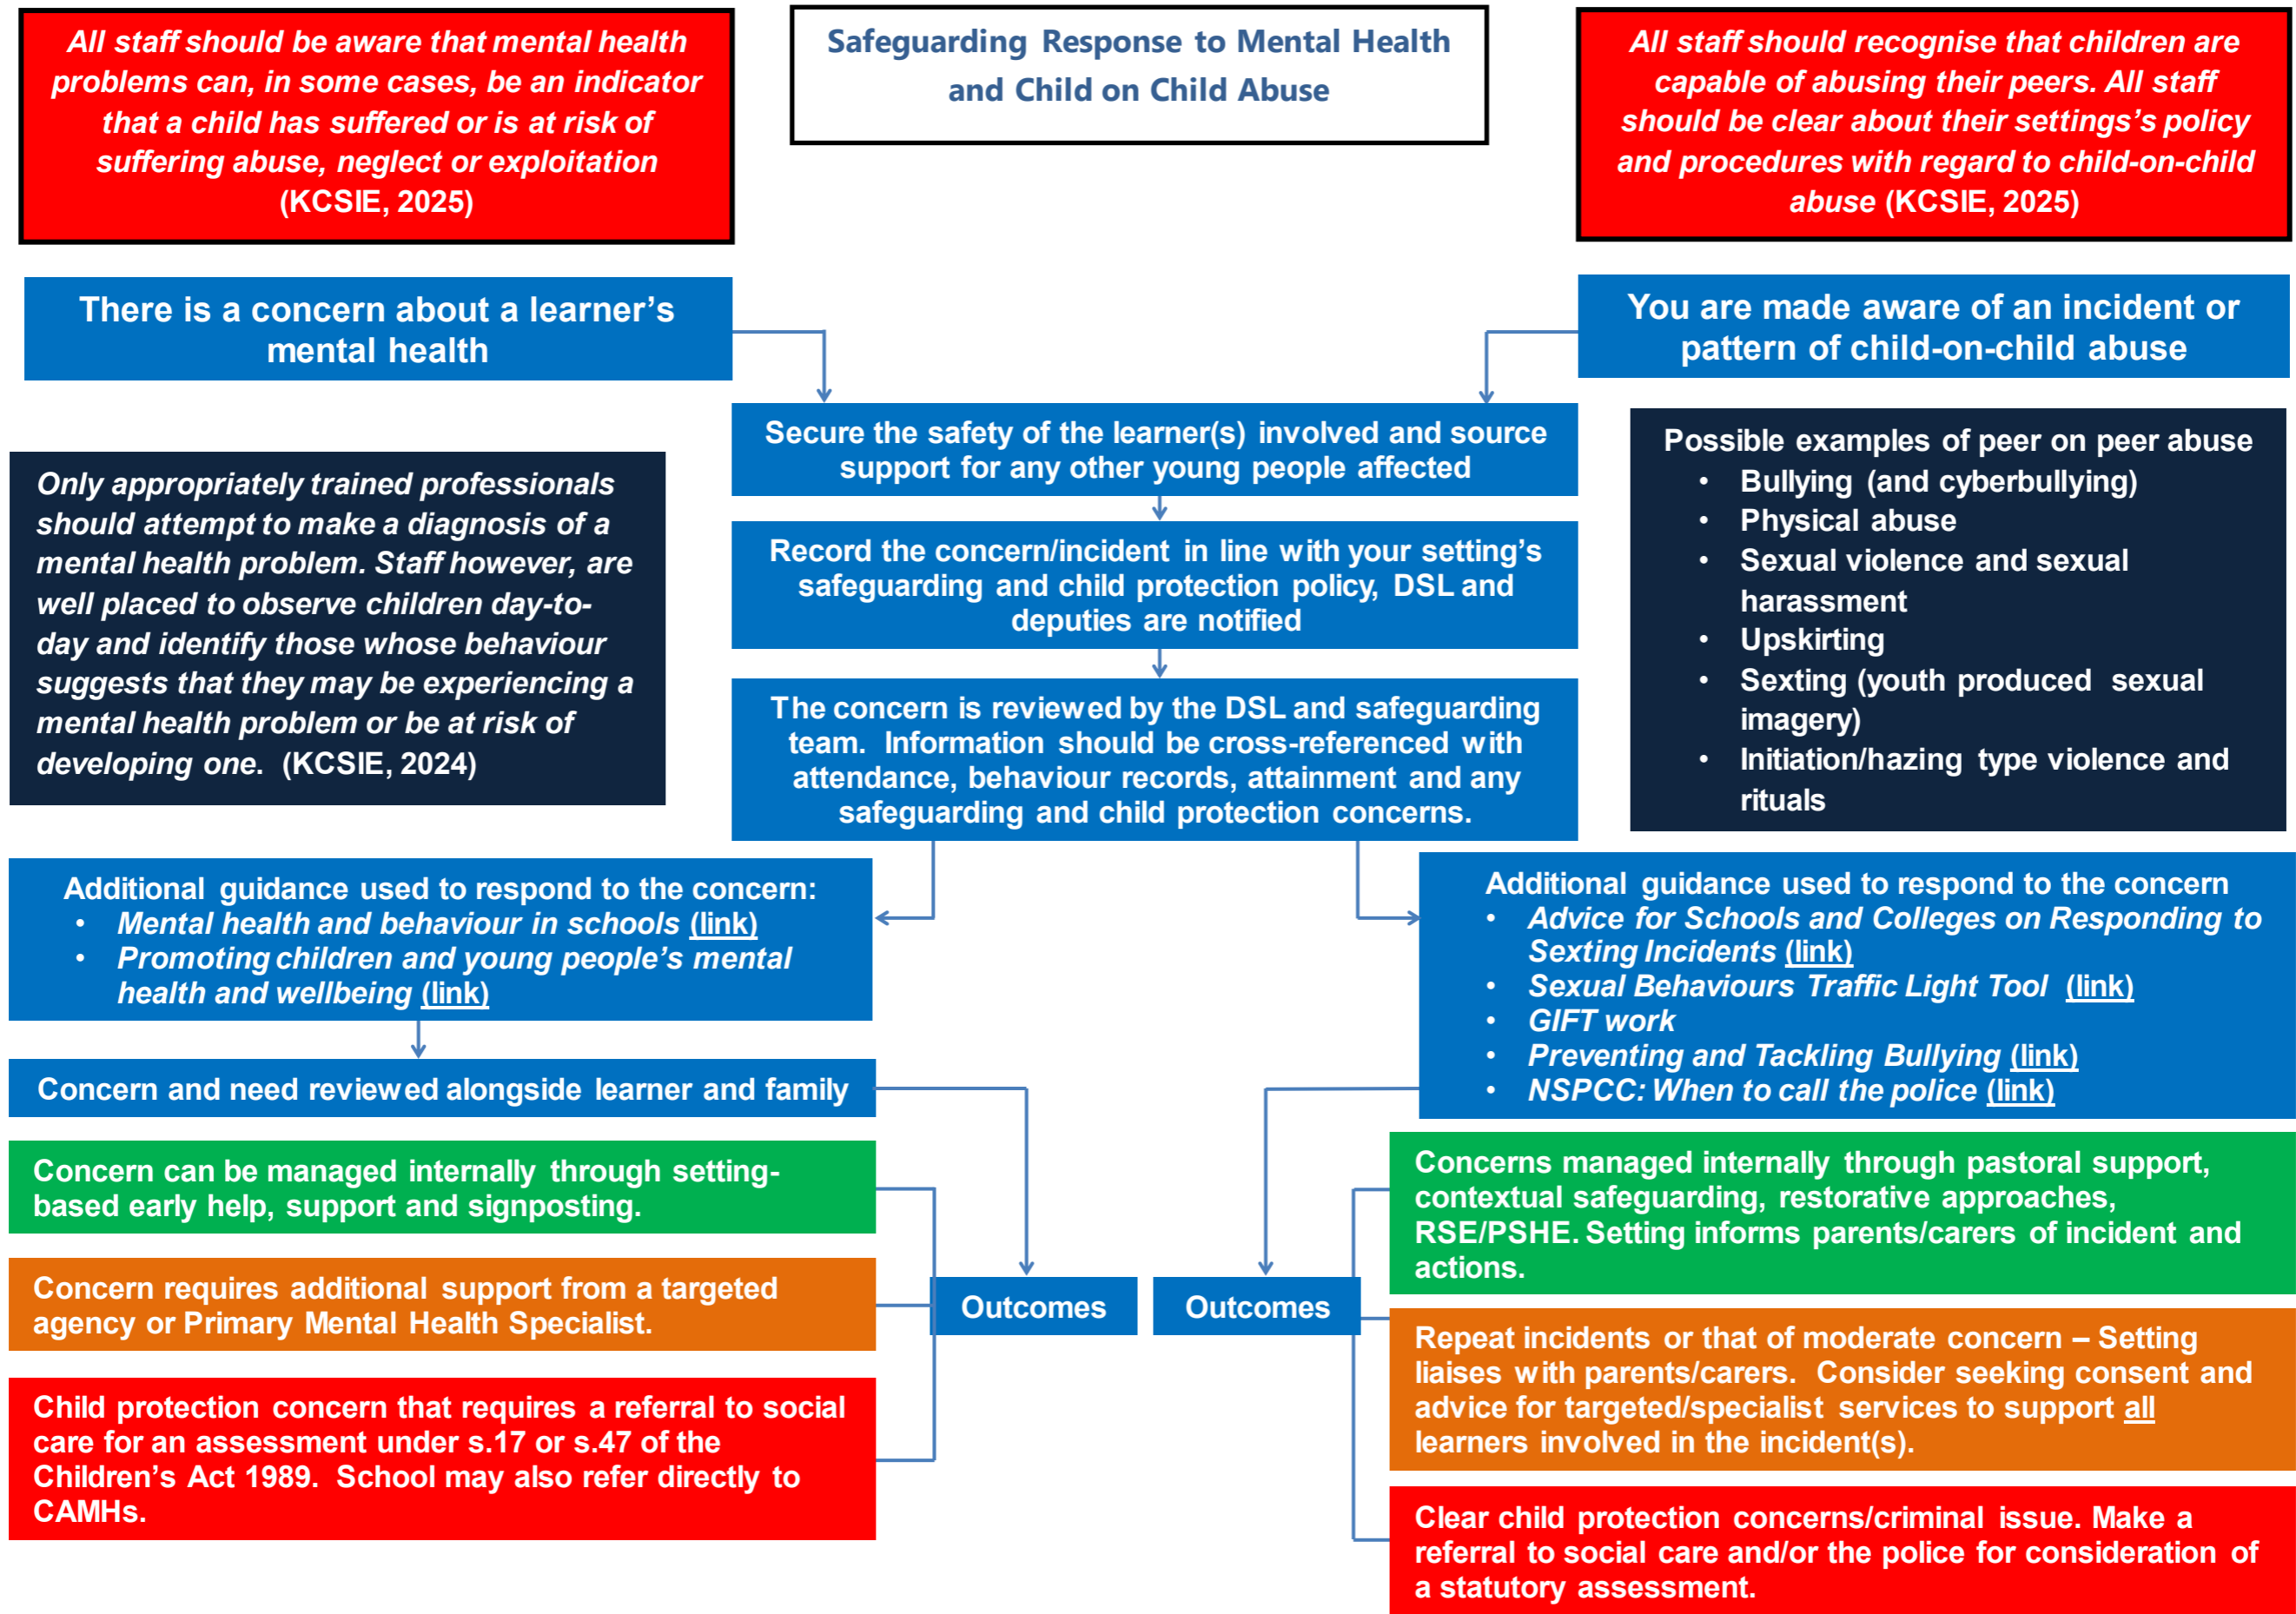 All staff should be aware that mental health
problems can, in some cases, be an indicator
that a child has suffered or is at risk of
suffering abuse, neglect or exploitation
(KCSIE, 2025)
Safeguarding Response to Mental Health
and Child on Child Abuse
All staff should recognise that children are
capable of abusing their peers. All staff
should be clear about their settings's policy
and procedures with regard to child-on-child
abuse (KCSIE, 2025)
There is a concern about a learner’s
mental health
You are made aware of an incident or
pattern of child-on-child abuse
Secure the safety of the learner(s) involved and source
support for any other young people affected
Only appropriately trained professionals
should attempt to make a diagnosis of a
mental health problem. Staff however, are
well placed to observe children day-to-
day and identify those whose behaviour
suggests that they may be experiencing a
mental health problem or be at risk of
developing one. (KCSIE, 2024)
Record the concern/incident in line with your setting’s
safeguarding and child protection policy, DSL and
deputies are notified
Possible examples of peer on peer abuse
• Bullying (and cyberbullying)
• Physical abuse
• Sexual violence and sexual
harassment
• Upskirting
• Sexting (youth produced sexual
imagery)
• Initiation/hazing type violence and
rituals
The concern is reviewed by the DSL and safeguarding
team. Information should be cross-referenced with
attendance, behaviour records, attainment and any
safeguarding and child protection concerns.
Additional guidance used to respond to the concern:
• Mental health and behaviour in schools (link)
• Promoting children and young people’s mental
health and wellbeing (link)
Additional guidance used to respond to the concern
• Advice for Schools and Colleges on Responding to
Sexting Incidents (link)
• Sexual Behaviours Traffic Light Tool (link)
• GIFT work
• Preventing and Tackling Bullying (link)
• NSPCC: When to call the police (link)
Concern and need reviewed alongside learner and family
Concern can be managed internally through setting-
based early help, support and signposting.
Concern requires additional support from a targeted
agency or Primary Mental Health Specialist.
Child protection concern that requires a referral to social
care for an assessment under s.17 or s.47 of the
Children’s Act 1989. School may also refer directly to
CAMHs.
Outcomes
Outcomes
Concerns managed internally through pastoral support,
contextual safeguarding, restorative approaches,
RSE/PSHE. Setting informs parents/carers of incident and
actions.
Repeat incidents or that of moderate concern – Setting
liaises with parents/carers. Consider seeking consent and
advice for targeted/specialist services to support all
learners involved in the incident(s).
Clear child protection concerns/criminal issue. Make a
referral to social care and/or the police for consideration of
a statutory assessment.